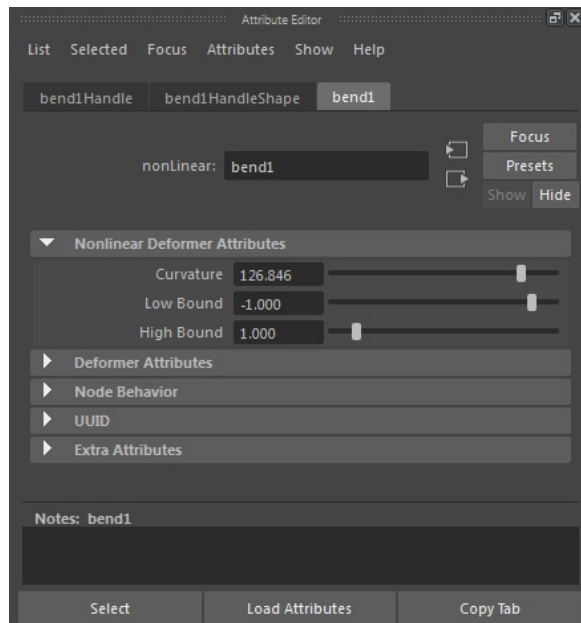 Attribute Editor
List Selected Focus Attributes Show Help
bend1Handle bend1HandleShape bend1
Focus
nonLinear: bend1
Presets
Show Hide
Nonlinear Deformer Attributes
Curvature 126.846
Low Bound -1.000
High Bound 1.000
Deformer Attributes
Node Behavior
UUID
Extra Attributes
Notes: bend1
Select Load Attributes Copy Tab